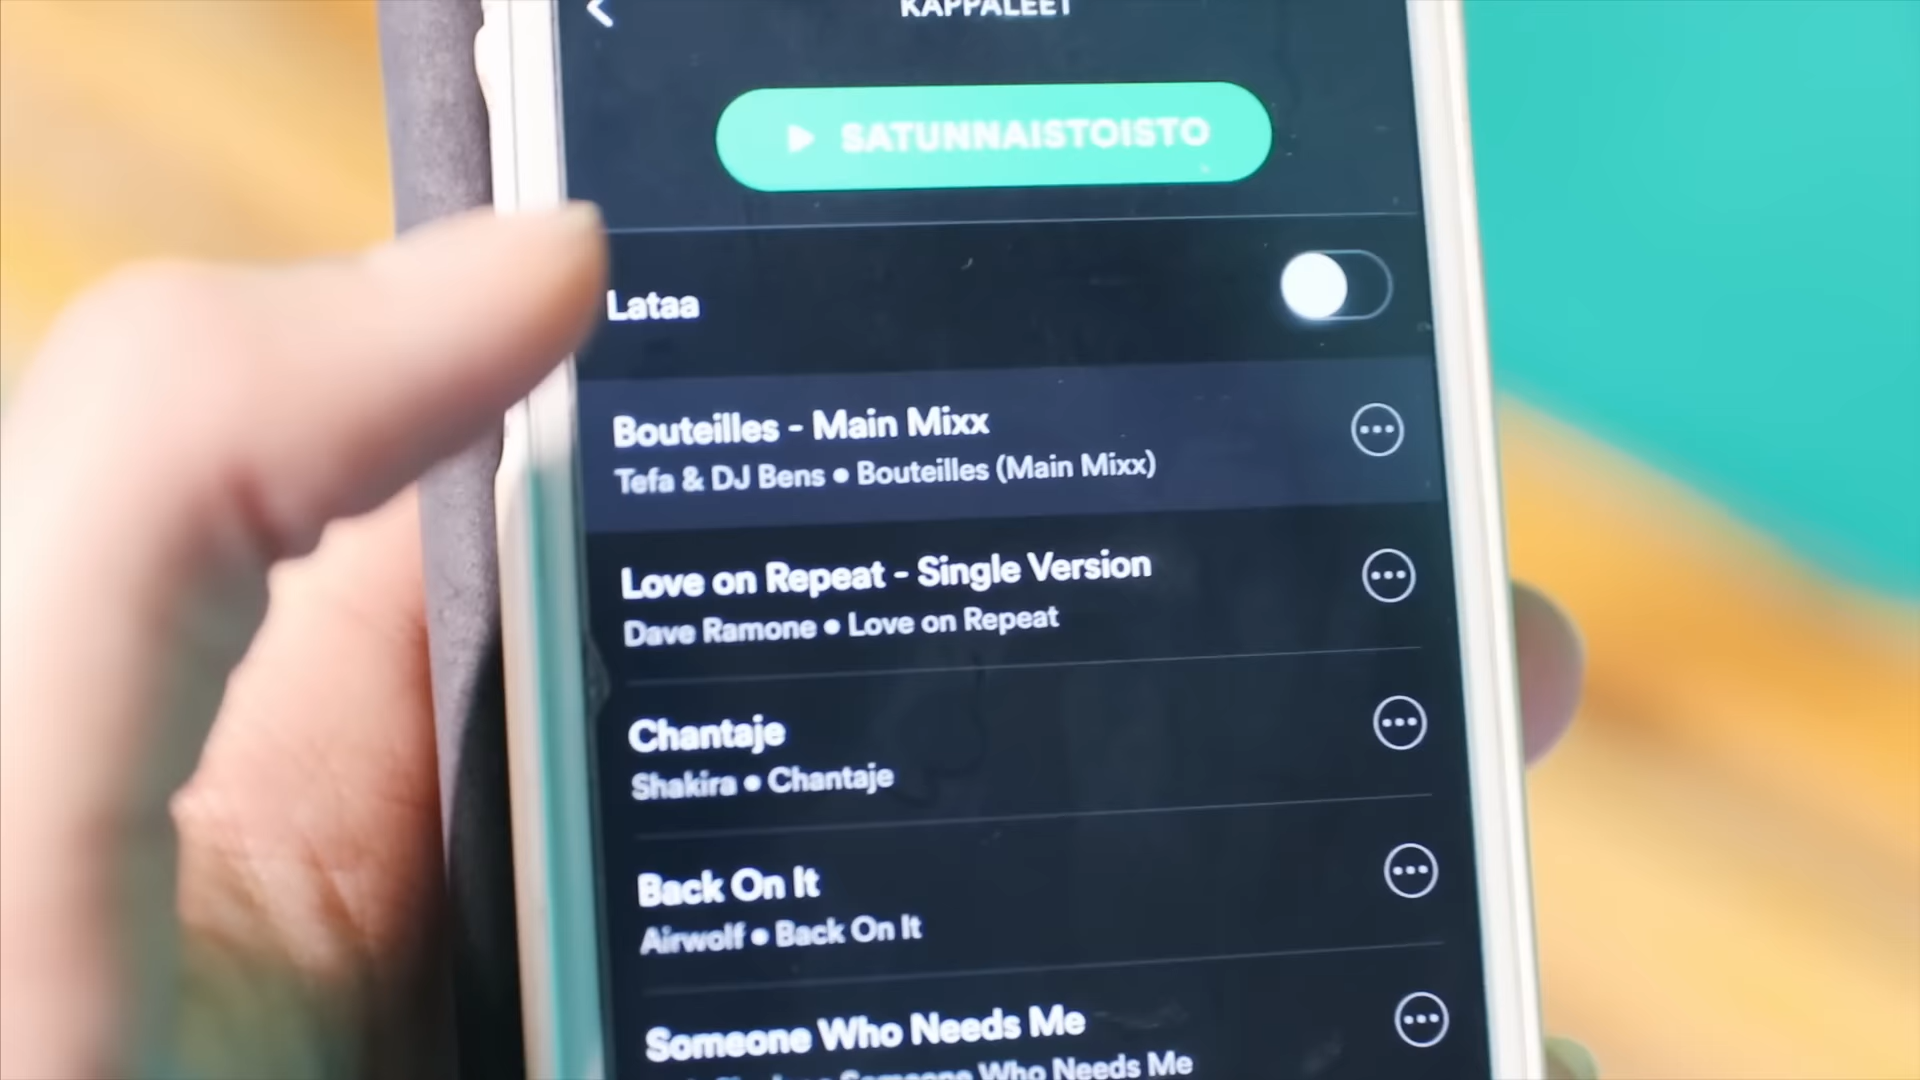 KAPPALEET
SATUNNAISTOISTO
Lataa
Bouteilles - Main Mixx
Tefa & DJ Bens • Bouteilles (Main Mixx)
Love on Repeat - Single Version
Dave Ramone • Love on Repeat
Chantaje
Shakira • Chantaje
Back On It
Airwolf • Back On It
Someone Who Needs Me
Someone Who Needs Me